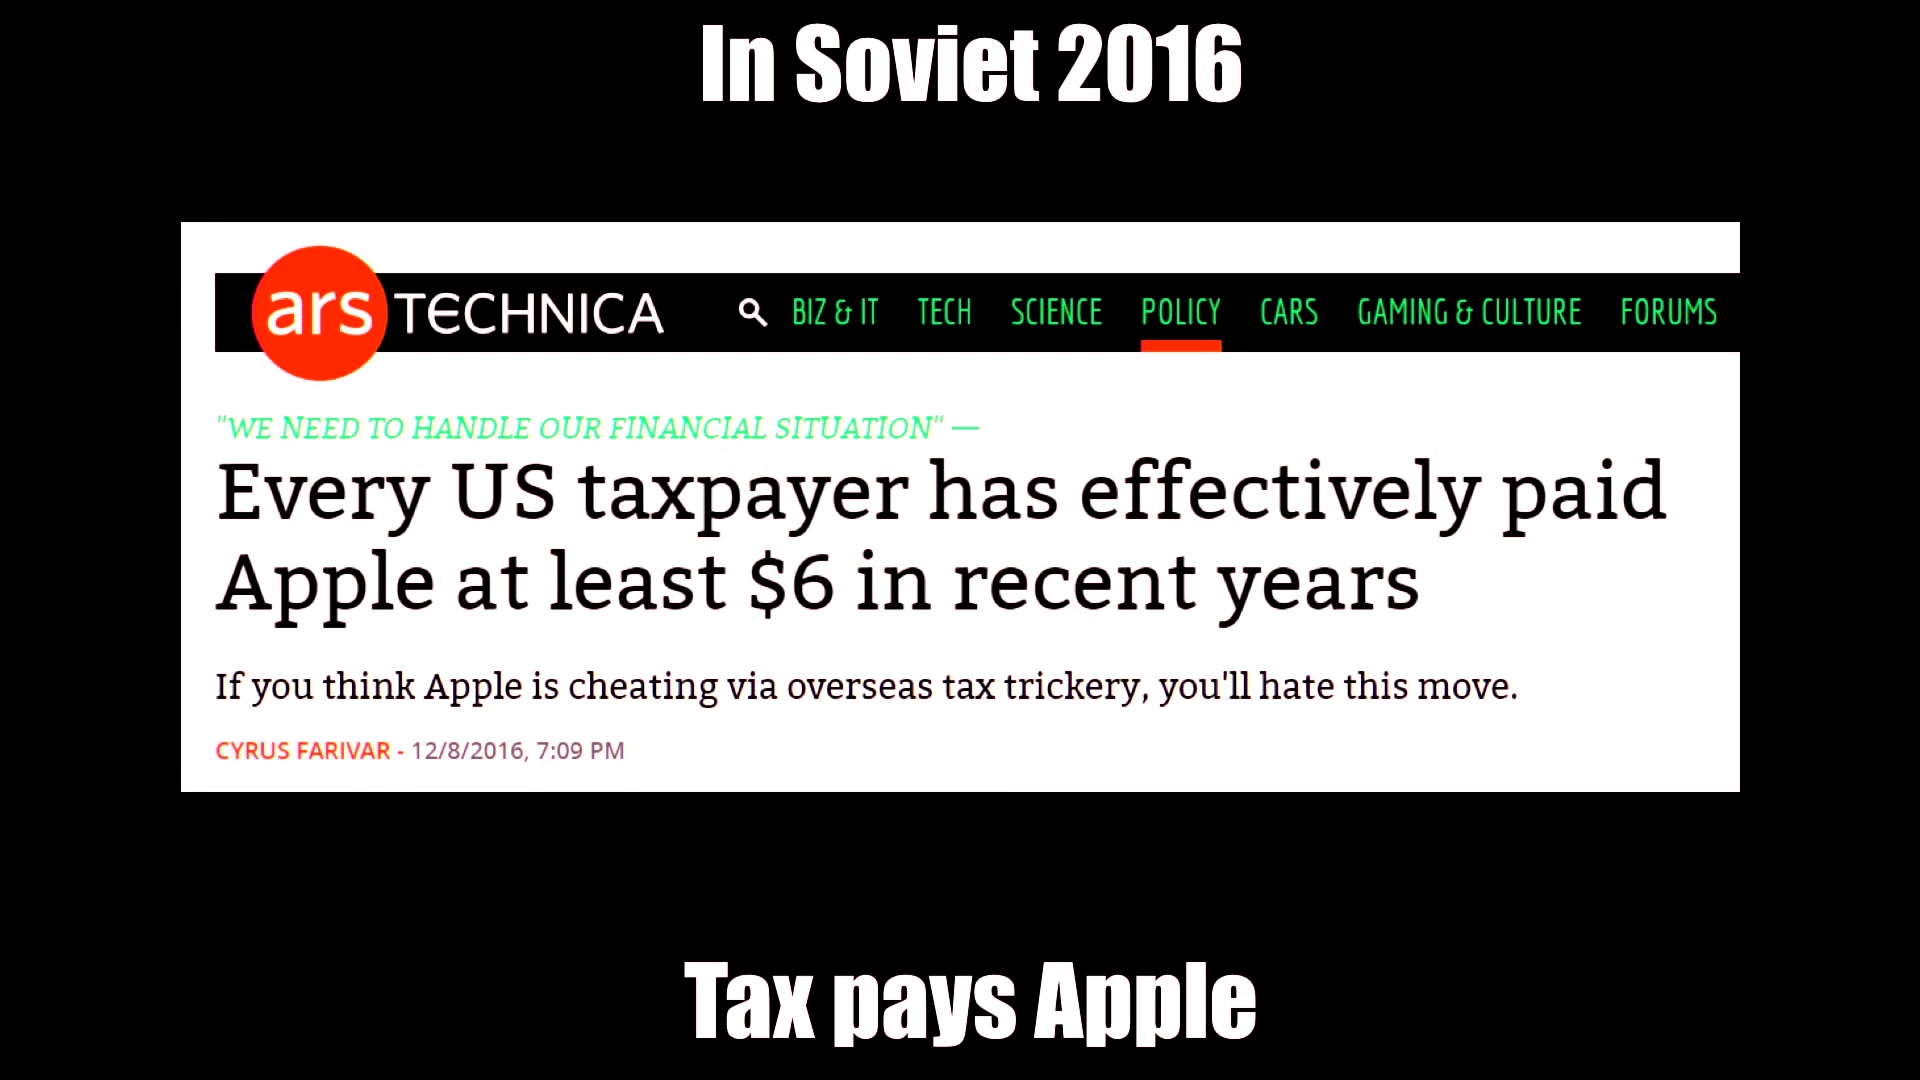 In Soviet 2016
ars TECHNICA BIZ & IT TECH SCIENCE POLICY CARS GAMING & CULTURE FORUMS
"WE NEED TO HANDLE OUR FINANCIAL SITUATION" —
Every US taxpayer has effectively paid
Apple at least $6 in recent years
If you think Apple is cheating via overseas tax trickery, you'll hate this move.
CYRUS FARIVAR - 12/8/2016, 7:09 PM
Tax pays Apple